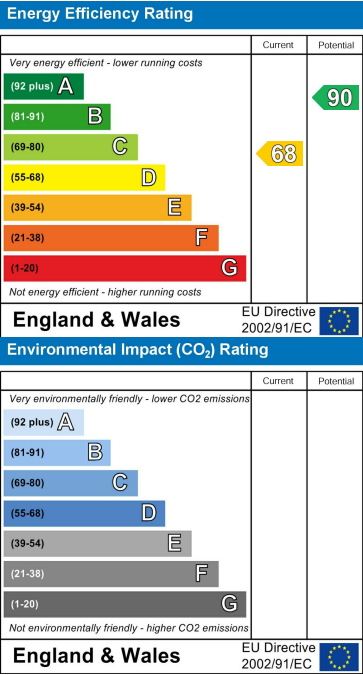 Energy Efficiency Rating
Current Potential
Very energy efficient - lower running costs
(92 plus) A
90
(81-91) B
(69-80) C
68
(55-68) D
(39-54) E
(21-38) F
(1-20) G
Not energy efficient - higher running costs
England & Wales
EU Directive
2002/91/EC
Environmental Impact (CO₂) Rating
Current Potential
Very environmentally friendly - lower CO2 emissions
(92 plus) A
(81-91) B
(69-80) C
(55-68) D
(39-54) E
(21-38) F
(1-20) G
Not environmentally friendly - higher CO2 emissions
England & Wales
EU Directive
2002/91/EC